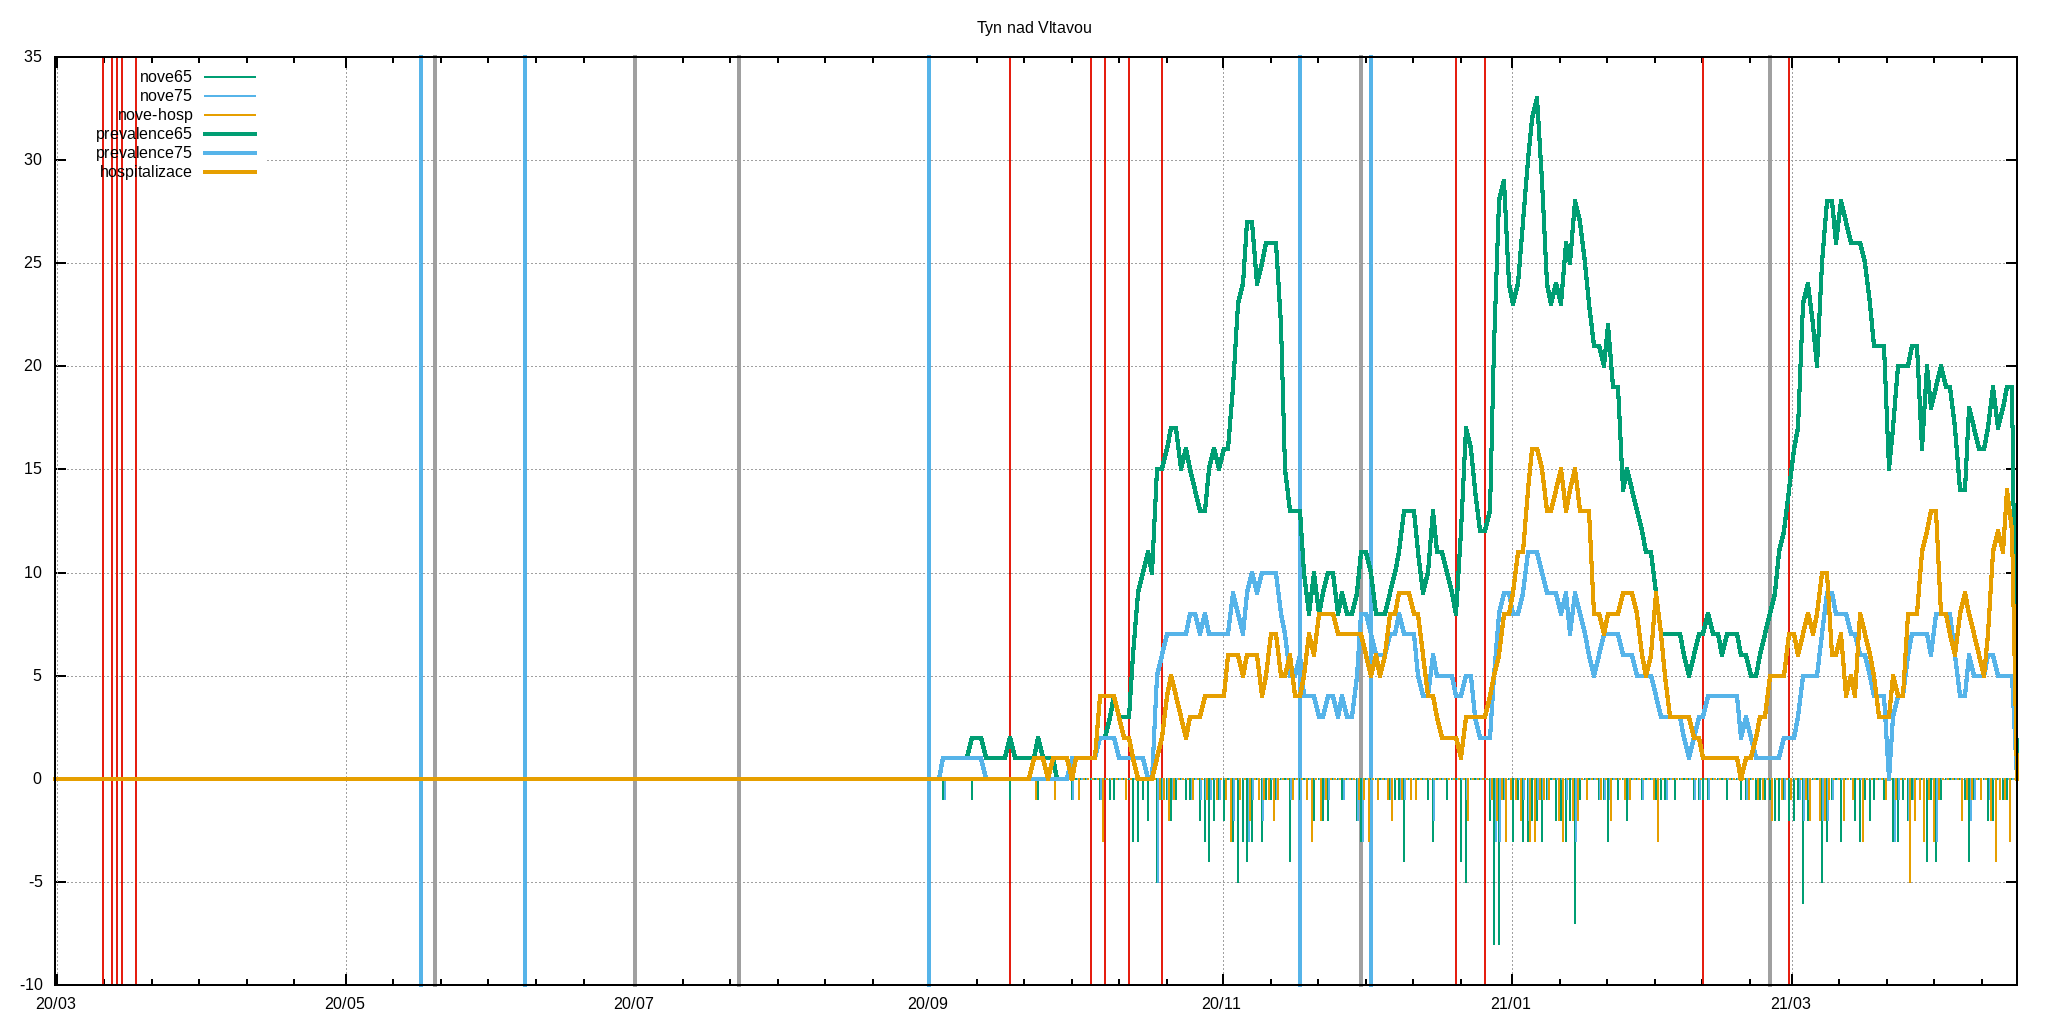 Tyn nad Vltavou
35
30
25
20
15
10
5
0
-5
-10
nove65
nove75
nove-hosp
prevalence65
prevalence75
hospitalizace
20/03 20/05 20/07 20/09 20/11 21/01 21/03